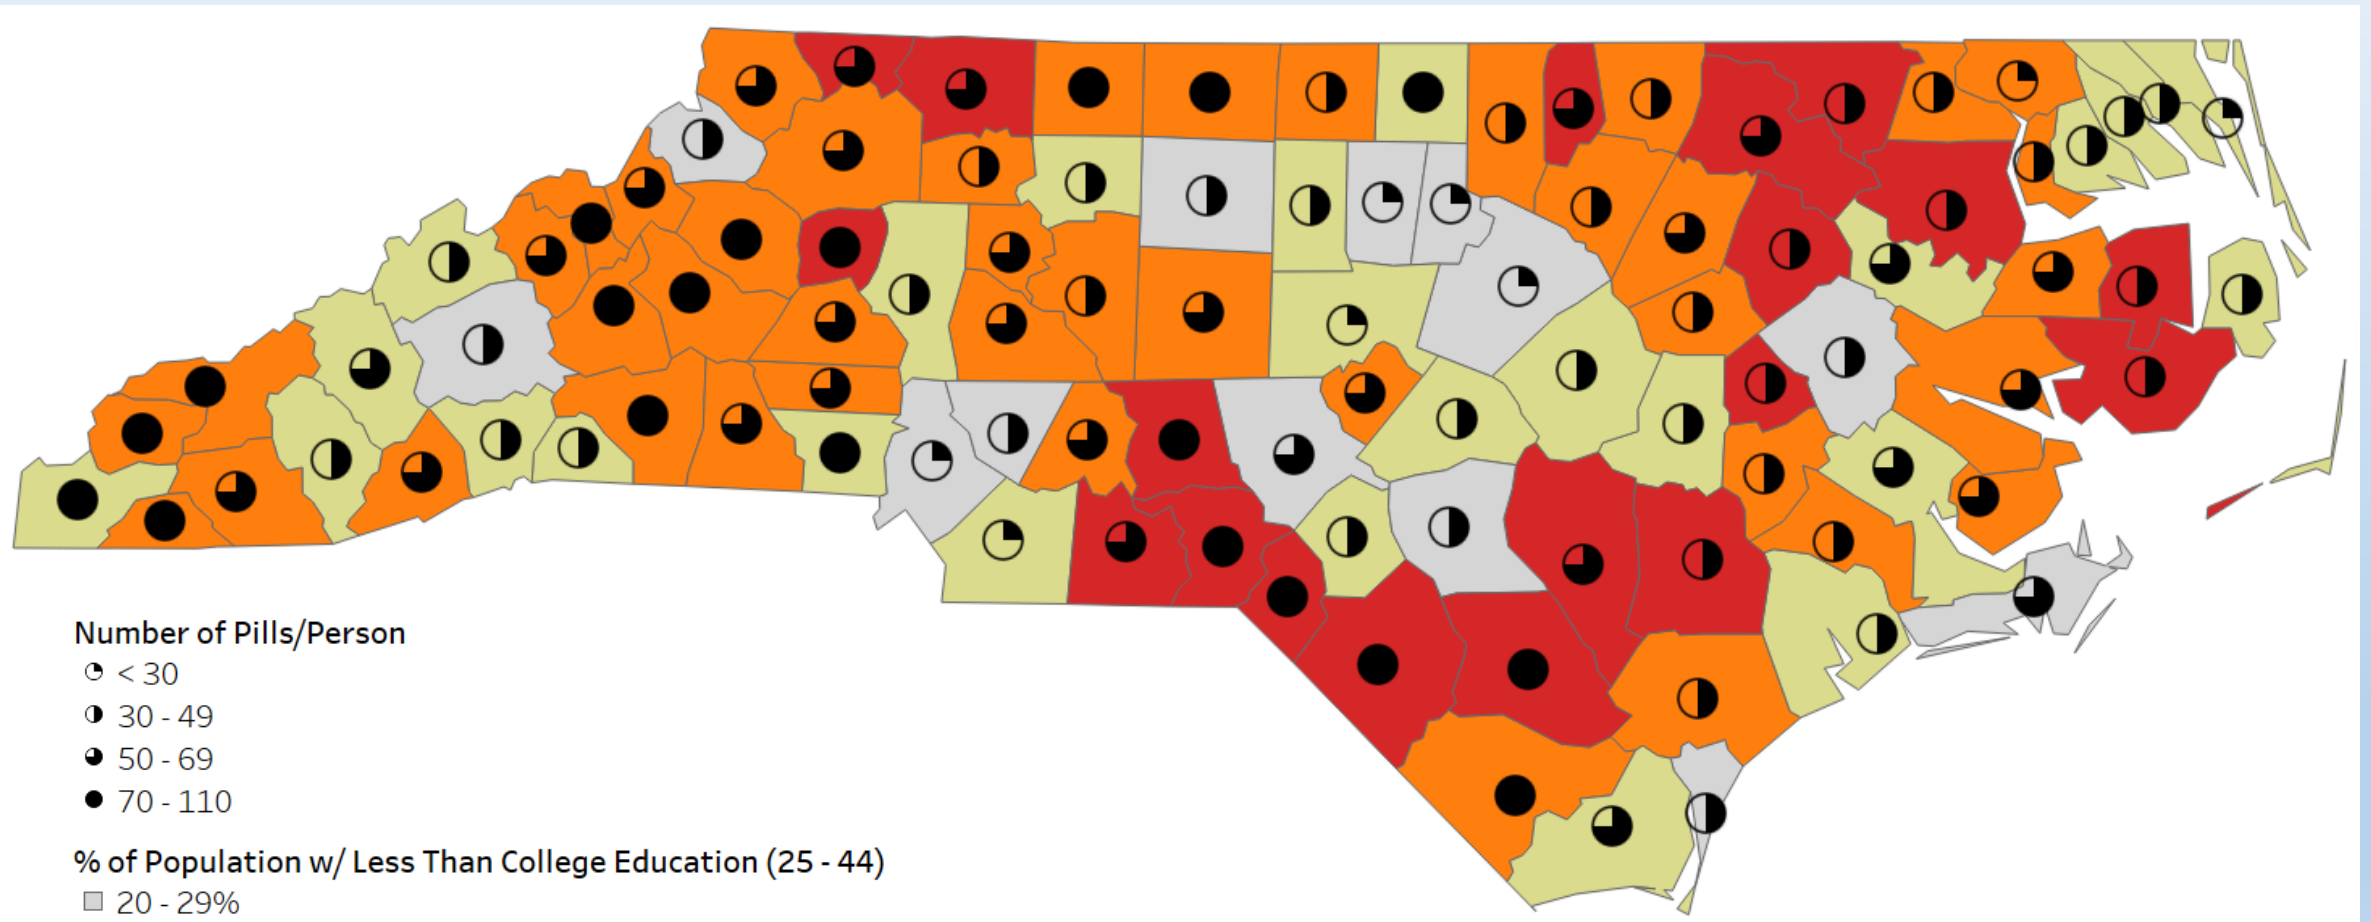 Number of Pills/Person
< 30
30 - 49
50 - 69
70 - 110
% of Population w/ Less Than College Education (25 - 44)
20 - 29%